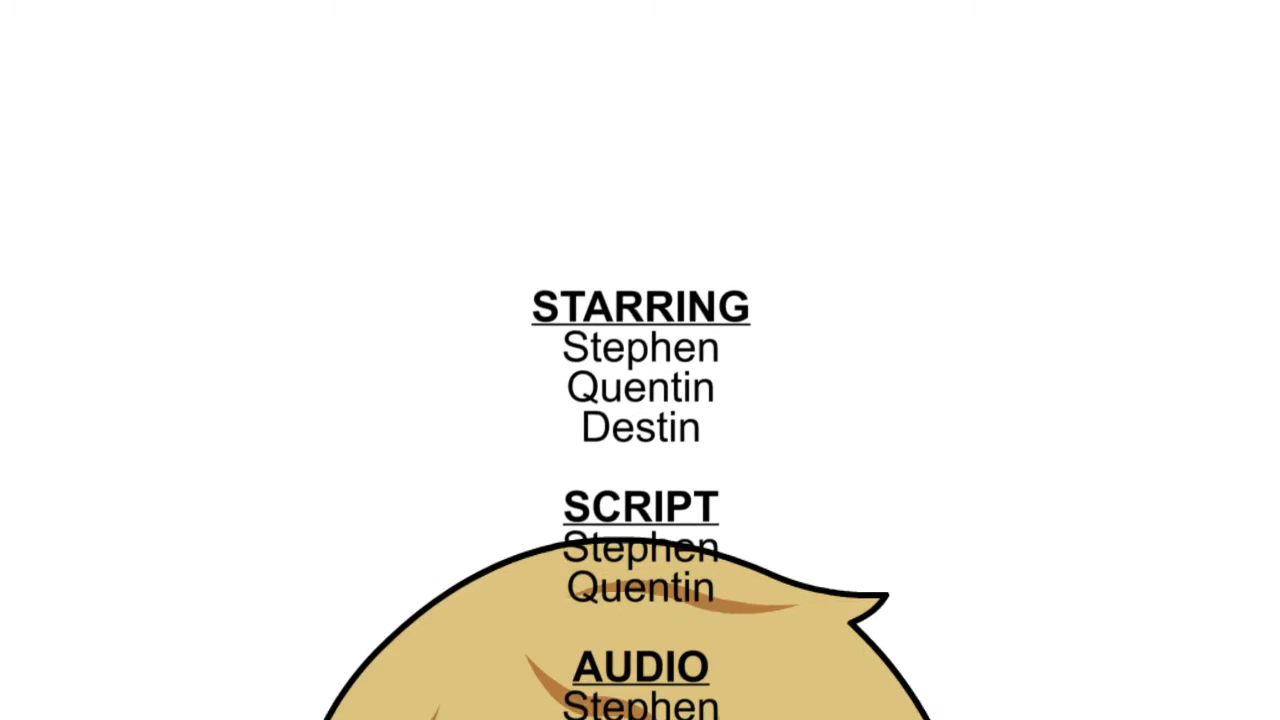 STARRING
Stephen
Quentin
Destin
SCRIPT
Stephen
Quentin
AUDIO
Stephen